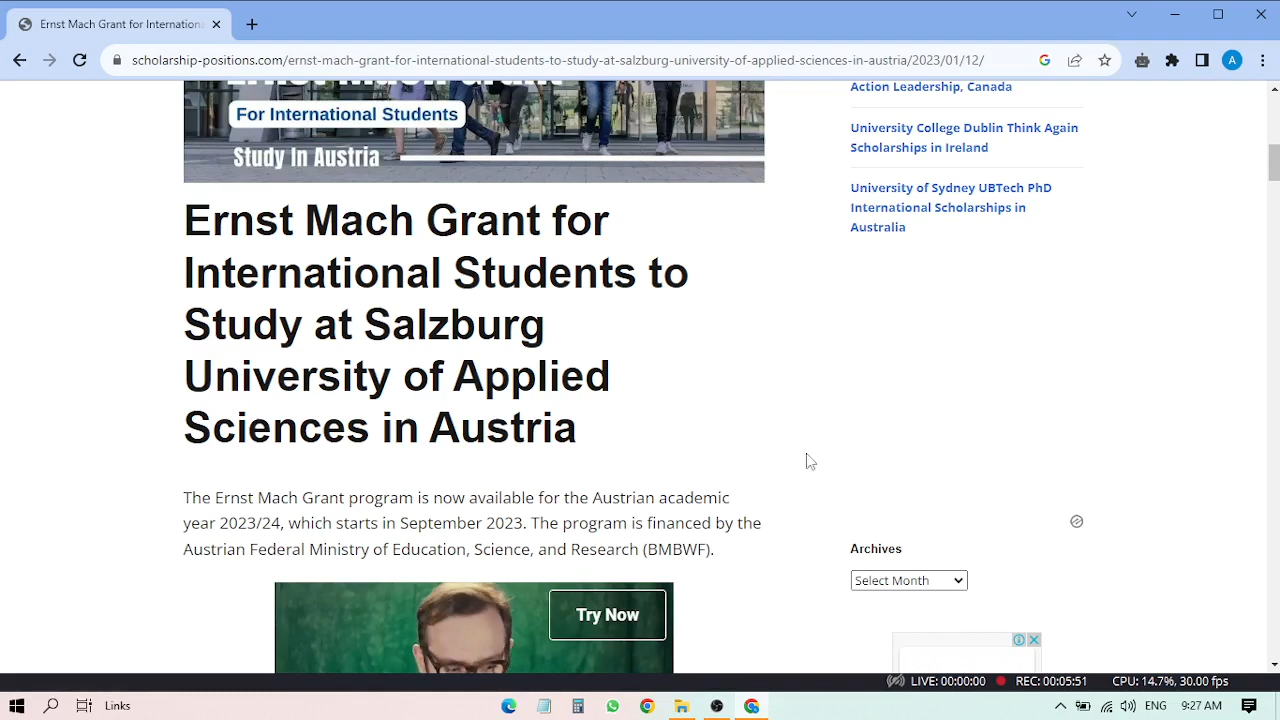 Ernst Mach Grant for Internationa
scholarship-positions.com/ernst-mach-grant-for-international-students-to-study-at-salzburg-university-of-applied-sciences-in-austria/2023/01/12/
A
For International Students
Study In Austria
Ernst Mach Grant for
International Students to
Study at Salzburg
University of Applied
Sciences in Austria
The Ernst Mach Grant program is now available for the Austrian academic
year 2023/24, which starts in September 2023. The program is financed by the
Austrian Federal Ministry of Education, Science, and Research (BMBWF).
Try Now
Action Leadership, Canada
University College Dublin Think Again
Scholarships in Ireland
University of Sydney UBTech PhD
International Scholarships in
Australia
Archives
Select Month
LIVE: 00:00:00 REC: 00:05:51 CPU: 14.7%, 30.00 fps
Links
ENG 9:27 AM